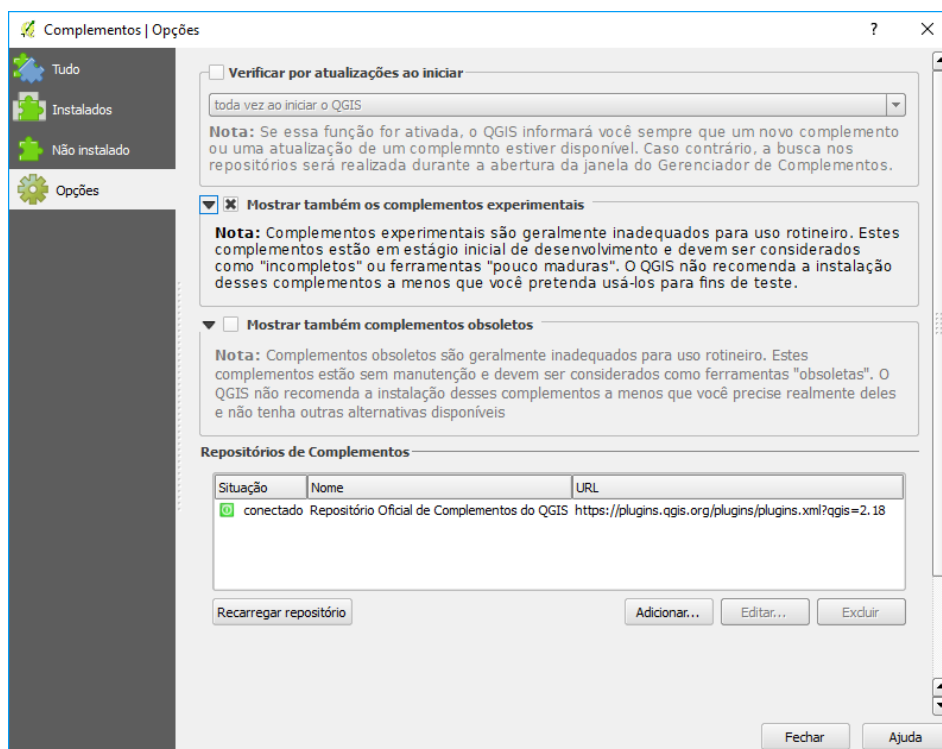 Complementos | Opções
?
Tudo
Instalados
Não instalado
Opções
Verificar por atualizações ao iniciar
toda vez ao iniciar o QGIS
Nota: Se essa função for ativada, o QGIS informará você sempre que um novo complemento
ou uma atualização de um complemnto estiver disponível. Caso contrário, a busca nos
repositórios será realizada durante a abertura da janela do Gerenciador de Complementos.
Mostrar também os complementos experimentais
Nota: Complementos experimentais são geralmente inadequados para uso rotineiro. Estes
complementos estão em estágio inicial de desenvolvimento e devem ser considerados
como "incompletos" ou ferramentas "pouco maduras". O QGIS não recomenda a instalação
desses complementos a menos que você pretenda usá-los para fins de teste.
Mostrar também complementos obsoletos
Nota: Complementos obsoletos são geralmente inadequados para uso rotineiro. Estes
complementos estão sem manutenção e devem ser considerados como ferramentas "obsoletas". O
QGIS não recomenda a instalação desses complementos a menos que você precise realmente deles
e não tenha outras alternativas disponíveis
Repositórios de Complementos
Situação Nome URL
conectado Repositório Oficial de Complementos do QGIS https://plugins.qgis.org/plugins/plugins.xml?qgis=2.18
Recarregar repositório Adicionar... Editar... Excluir
Fechar Ajuda